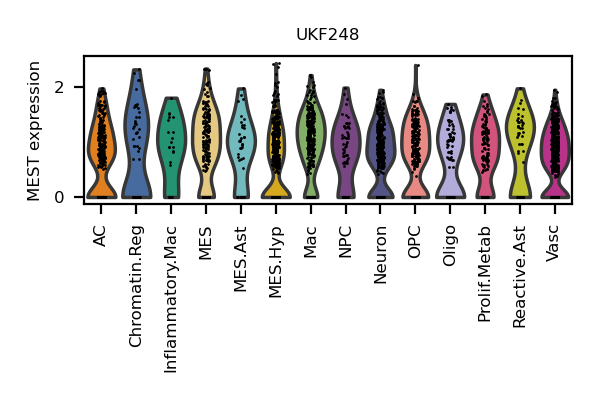 UKF248
MEST expression
2
0
AC
Chromatin.Reg
Inflammatory.Mac
MES
MES.Ast
MES.Hyp
Mac
NPC
Neuron
OPC
Oligo
Prolif.Metab
Reactive.Ast
Vasc